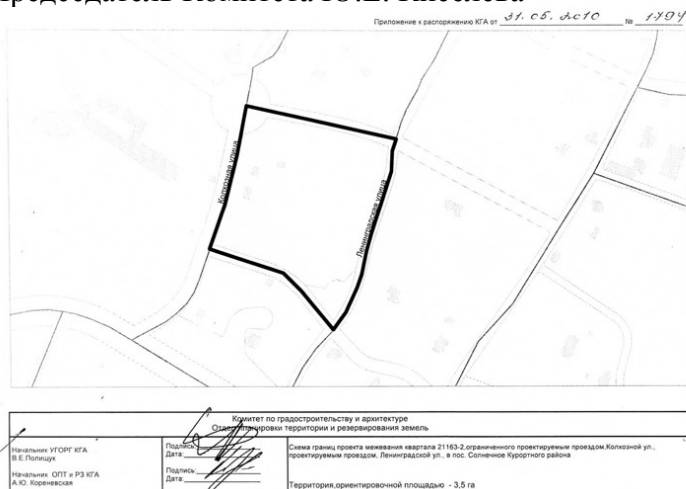 Председатель Комитета Ю.Е. Киселева
Приложение к распоряжению КГА от 31.05.2010 № 1794
Колхозная улица
Ленинградская улица
Комитет по градостроительству и архитектуре
Отдел планировки территории и резервирования земель
Начальник УГОРГ КГА
В.Е.Полищук
Подпись:
Дата:
Начальник ОПТ и РЗ КГА
А.Ю. Кореневская
Подпись:
Дата:
Схема границ проекта межевания квартала 21163-2,ограниченного проектируемым проездом,Колхозной ул.,
проектируемым проездом, Ленинградской ул., в пос. Солнечное Курортного района
Территория,ориентировочной площадью - 3,5 га